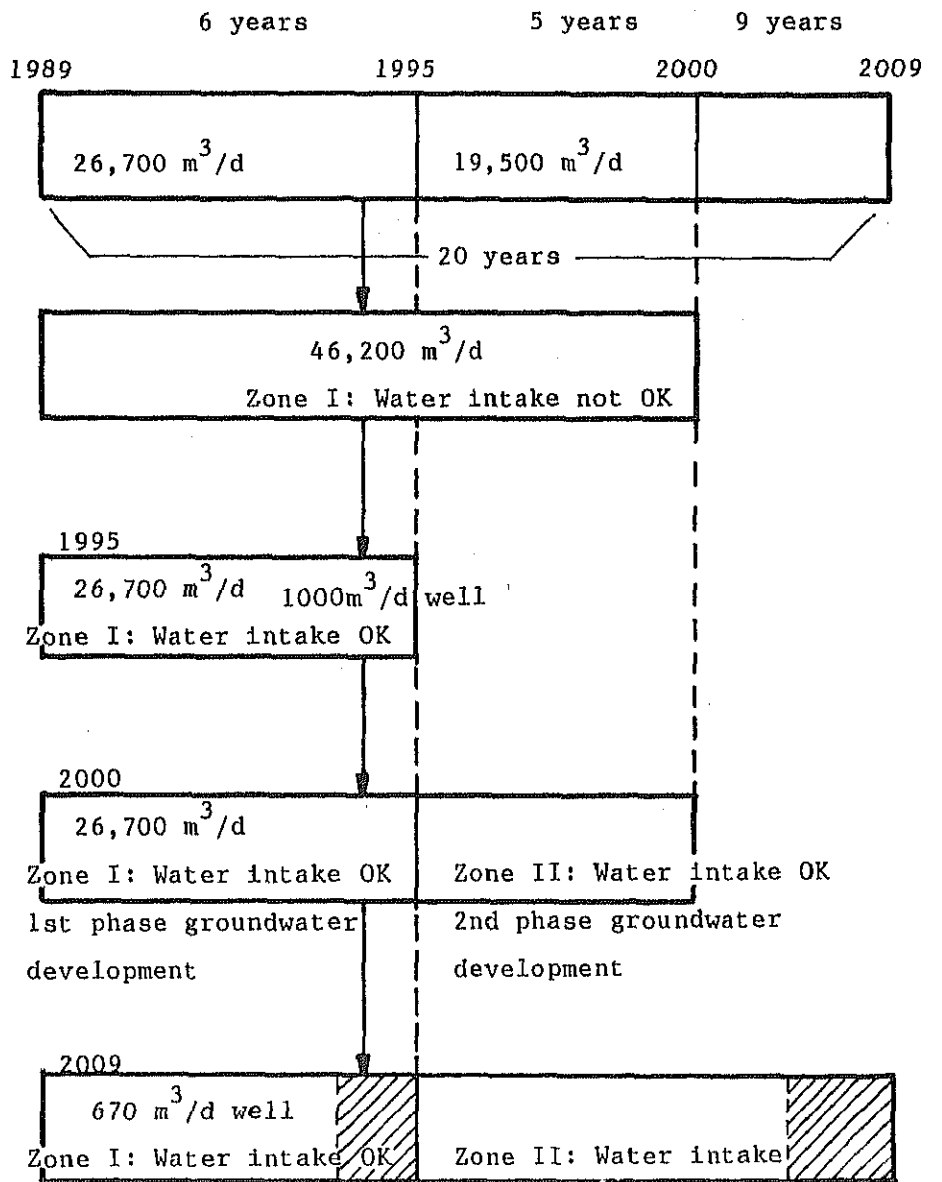 6 years 5 years 9 years
1989 1995 2000 2009
26,700 m³/d 19,500 m³/d
20 years
46,200 m³/d
Zone I: Water intake not OK
1995
26,700 m³/d 1000m³/d well
Zone I: Water intake OK
2000
26,700 m³/d
Zone I: Water intake OK Zone II: Water intake OK
1st phase groundwater 2nd phase groundwater
development development
2009
670 m³/d well
Zone I: Water intake OK Zone II: Water intake